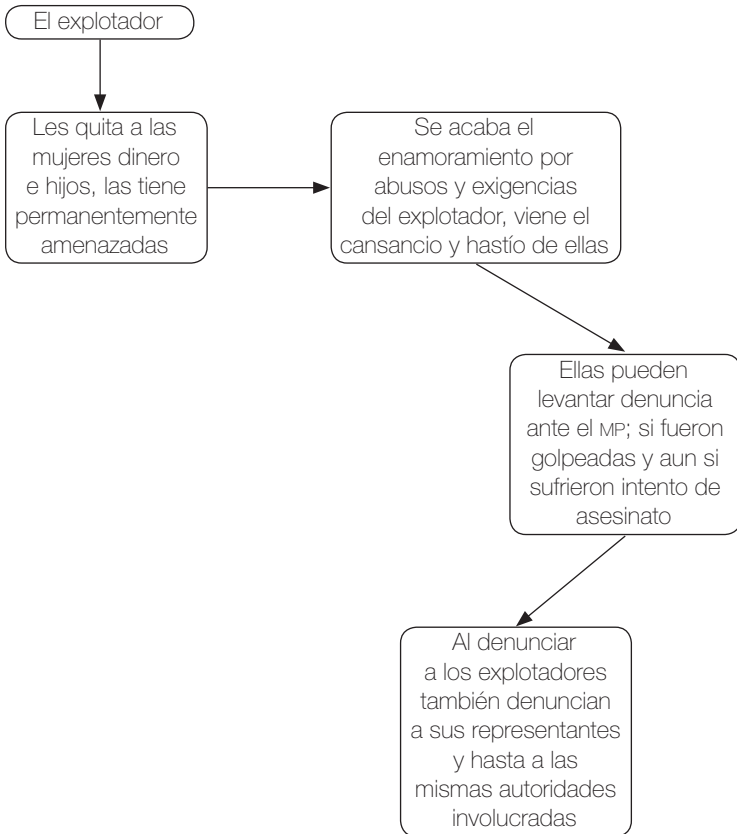 El explotador
Les quita a las
mujeres dinero
e hijos, las tiene
permanentemente
amenazadas
Se acaba el
enamoramiento por
abusos y exigencias
del explotador, viene el
cansancio y hastío de ellas
Ellas pueden
levantar denuncia
ante el MP; si fueron
golpeadas y aun si
sufrieron intento de
asesinato
Al denunciar
a los explotadores
también denuncian
a sus representantes
y hasta a las
mismas autoridades
involucradas